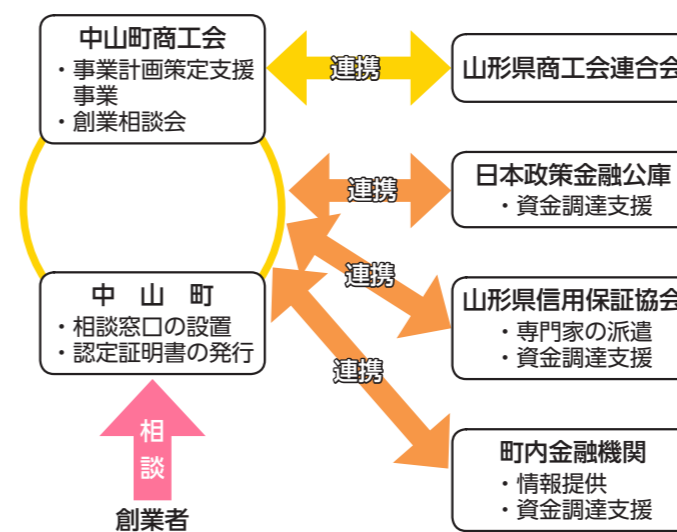 中山町商工会
・事業計画策定支援
事業
・創業相談会
連携
山形県商工会連合会
連携
日本政策金融公庫
・資金調達支援
連携
山形県信用保証協会
・専門家の派遣
・資金調達支援
中山町
・相談窓口の設置
・認定証明書の発行
連携
町内金融機関
・情報提供
・資金調達支援
相談
創業者